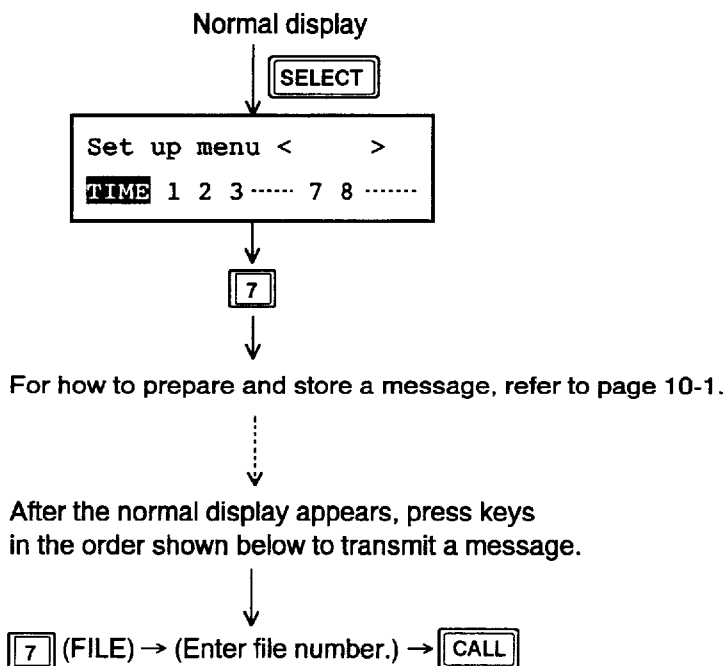 Normal display
SELECT
Set up menu < >
TIME 1 2 3 ······ 7 8 ·······
7
For how to prepare and store a message, refer to page 10-1.
After the normal display appears, press keys
in the order shown below to transmit a message.
7 (FILE) → (Enter file number.) → CALL